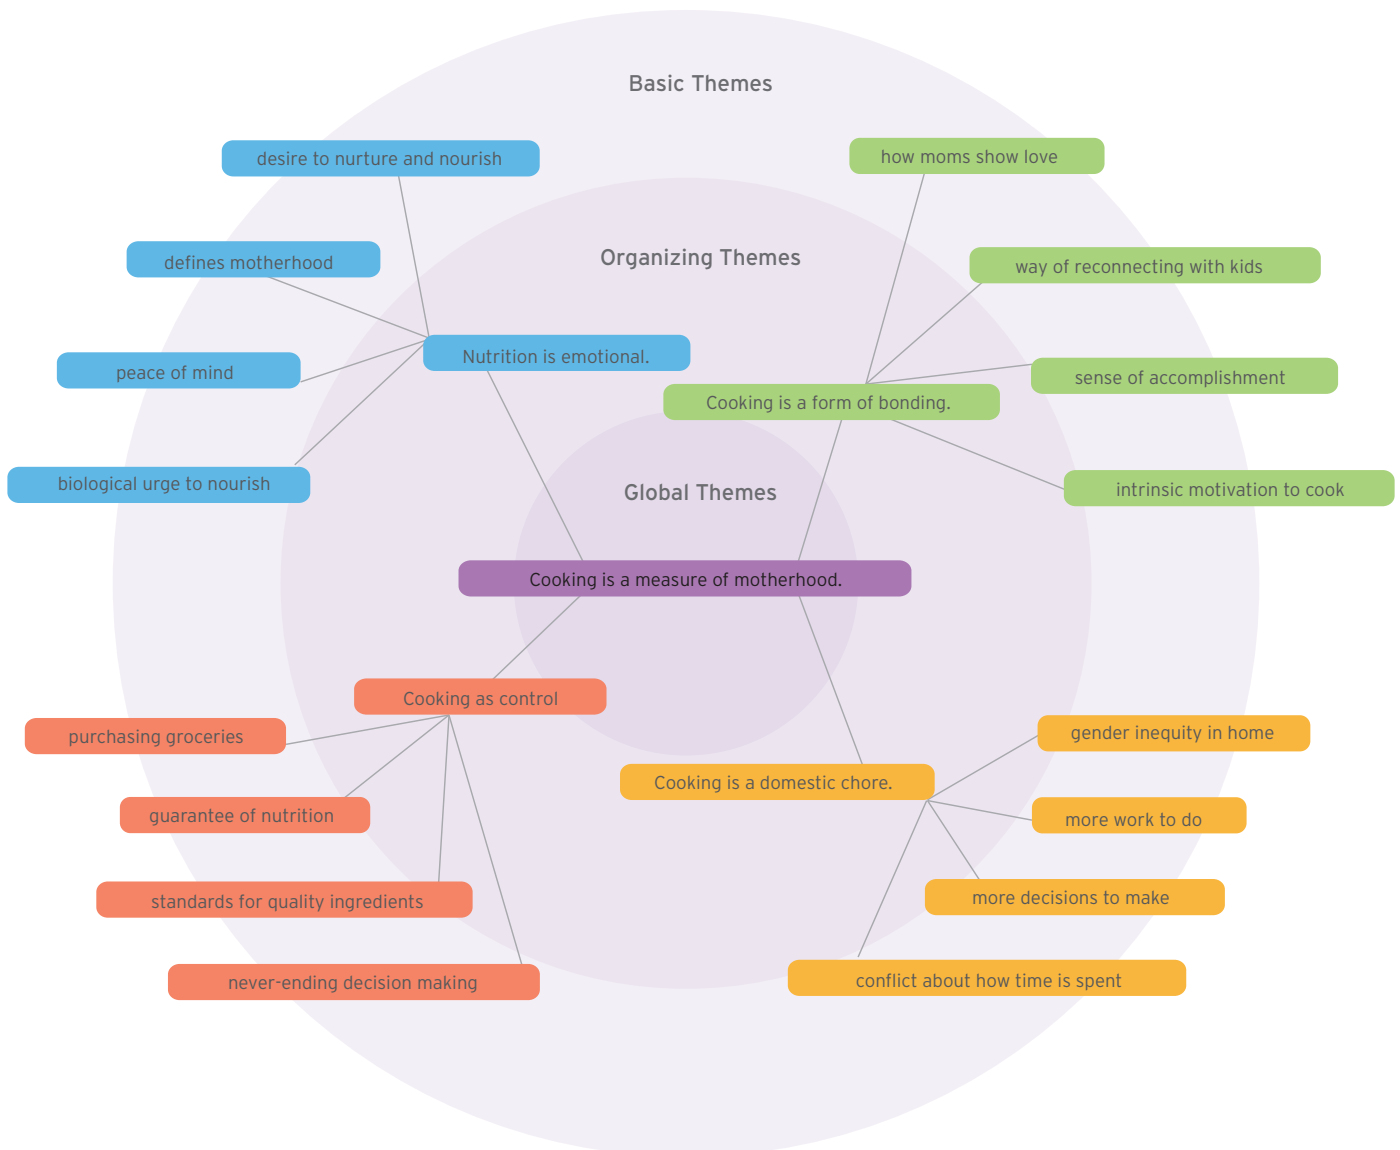 Basic Themes
desire to nurture and nourish
how moms show love
defines motherhood
Organizing Themes
way of reconnecting with kids
peace of mind
Nutrition is emotional.
sense of accomplishment
Cooking is a form of bonding.
biological urge to nourish
Global Themes
intrinsic motivation to cook
Cooking is a measure of motherhood.
Cooking as control
purchasing groceries
gender inequity in home
Cooking is a domestic chore.
guarantee of nutrition
more work to do
standards for quality ingredients
more decisions to make
never-ending decision making
conflict about how time is spent